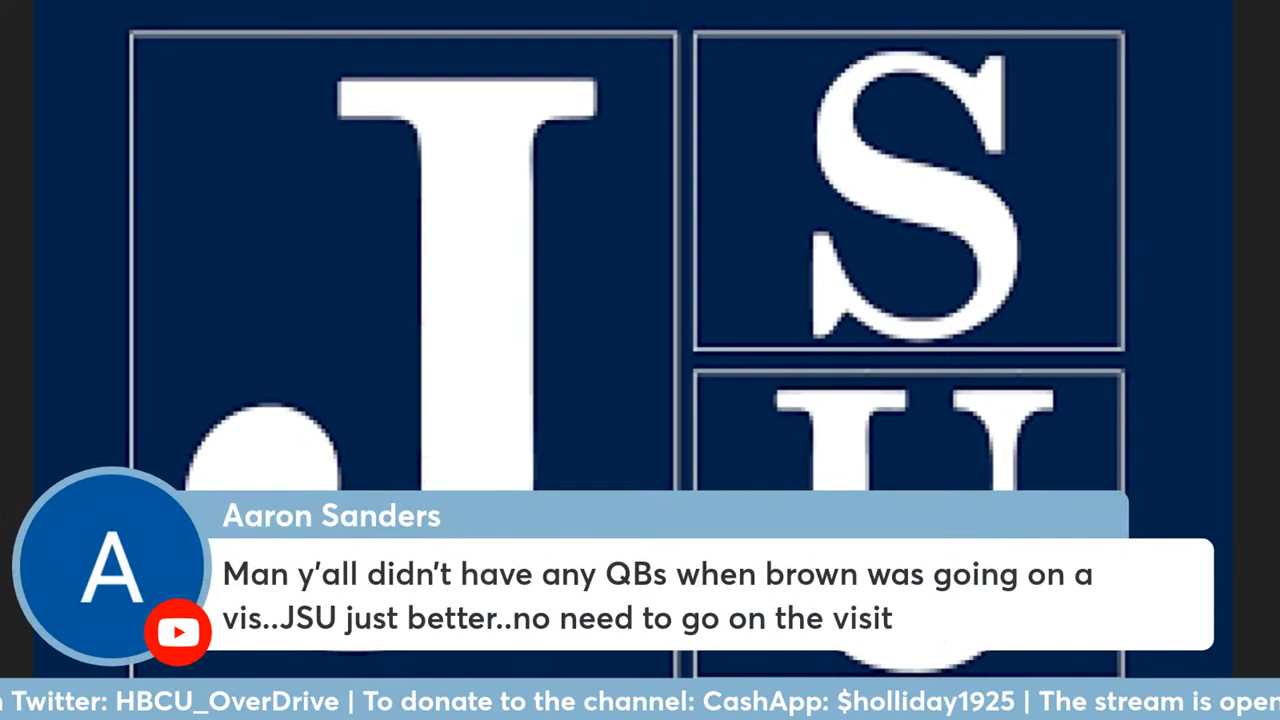 J
S
U
A
Aaron Sanders
Man y'all didn't have any QBs when brown was going on a
vis..JSU just better..no need to go on the visit
Twitter: HBCU_OverDrive | To donate to the channel: CashApp: $holliday1925 | The stream is open